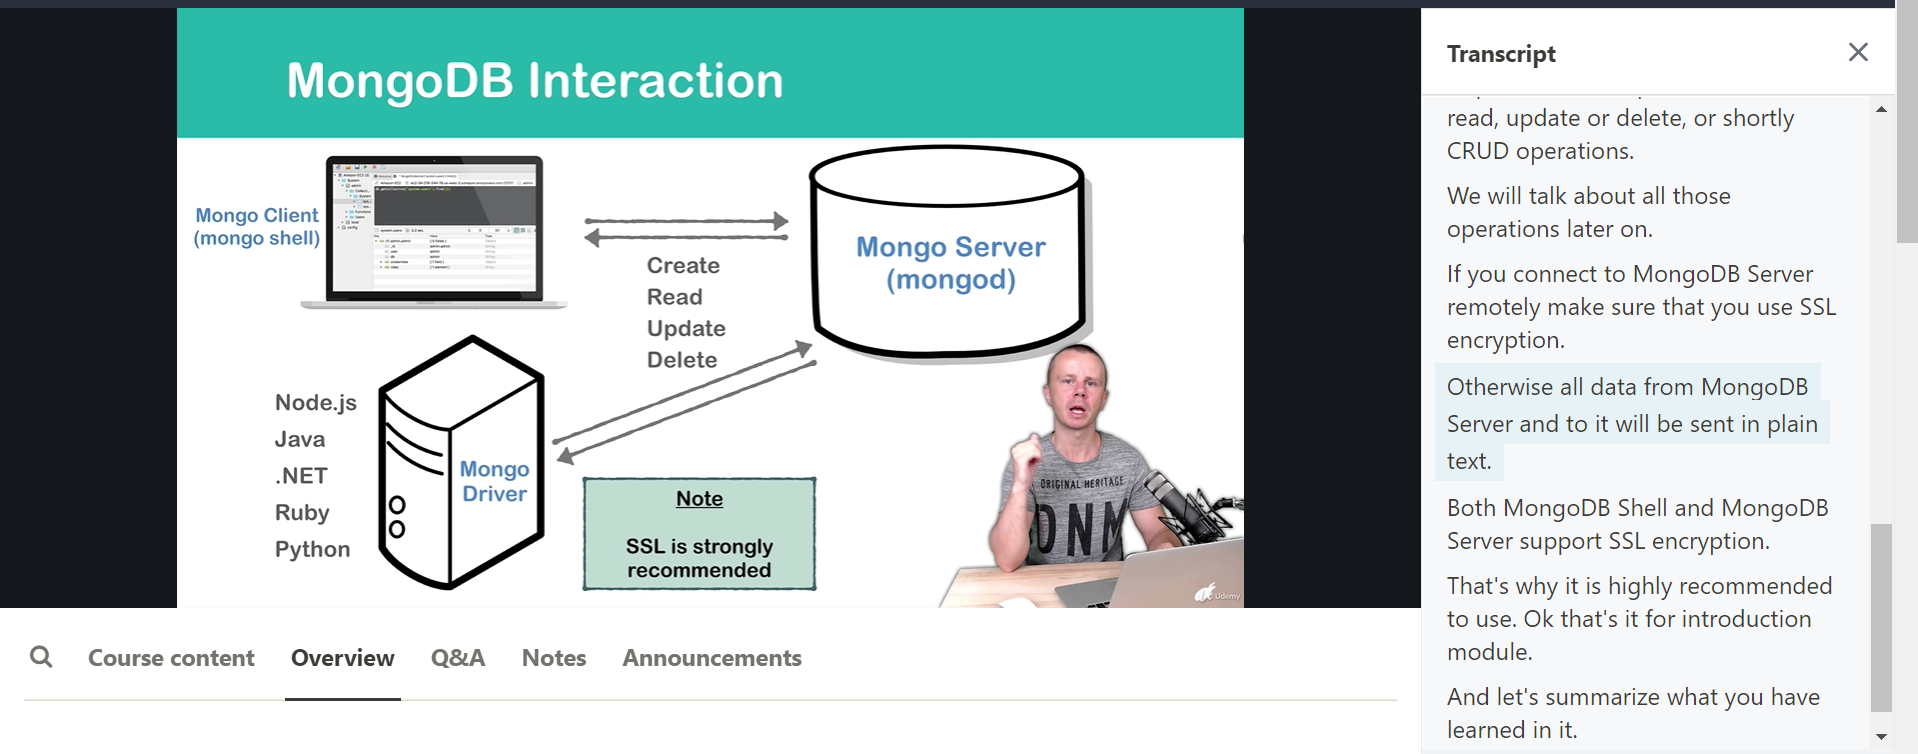 MongoDB Interaction
Mongo Client
(mongo shell)
Create
Read
Update
Delete
Mongo Server
(mongod)
Node.js
Java
.NET
Ruby
Python
Mongo
Driver
Note
SSL is strongly
recommended
ORIGINAL HERITAGE
DNM
Udemy
Transcript
read, update or delete, or shortly
CRUD operations.
We will talk about all those
operations later on.
If you connect to MongoDB Server
remotely make sure that you use SSL
encryption.
Otherwise all data from MongoDB
Server and to it will be sent in plain
text.
Both MongoDB Shell and MongoDB
Server support SSL encryption.
That's why it is highly recommended
to use. Ok that's it for introduction
module.
And let's summarize what you have
learned in it.
Course content
Overview
Q&A
Notes
Announcements